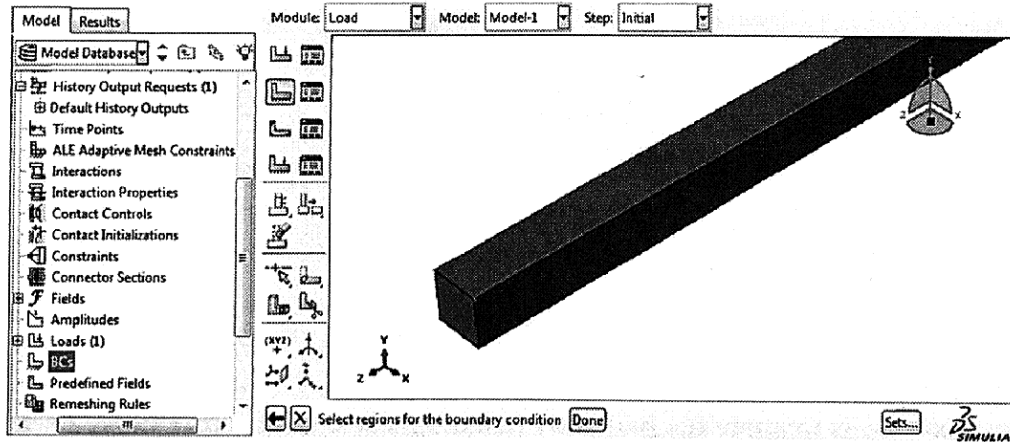 Model Results
Module: Load Model: Model-1 Step: Initial
Model Database
History Output Requests (1)
Default History Outputs
Time Points
ALE Adaptive Mesh Constraints
Interactions
Interaction Properties
Contact Controls
Contact Initializations
Constraints
Connector Sections
Fields
Amplitudes
Loads (1)
BCs
Predefined Fields
Remeshing Rules
(XYZ)
Y
Z X
Y
Z X
Select regions for the boundary condition Done
Sets...
SIMULIA